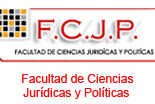 F.C.J.P.
FACULTAD DE CIENCIAS JURÍDICAS Y POLÍTICAS
Facultad de Ciencias
Jurídicas y Políticas